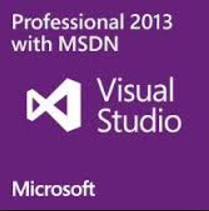 Professional 2013
with MSDN
Visual
Studio
Microsoft